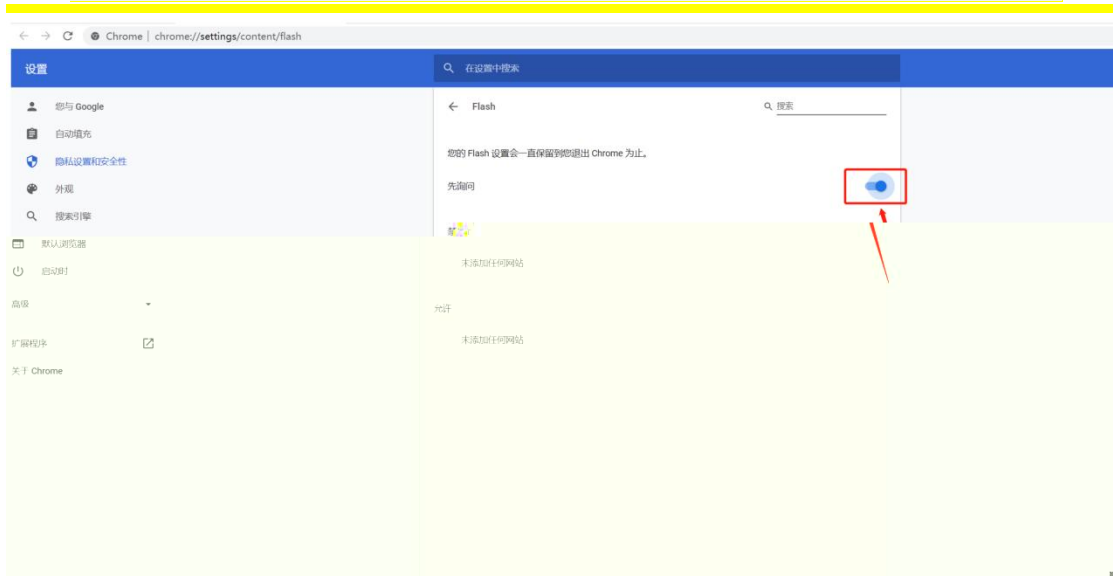 Chrome | chrome://settings/content/flash
设置
在设置中搜索
您与 Google
自动填充
隐私设置和安全性
外观
搜索引擎
默认浏览器
启动时
高级
扩展程序
关于 Chrome
Flash
搜索
您的 Flash 设置会一直保留到您退出 Chrome 为止。
先询问
未添加任何网站
允许
未添加任何网站